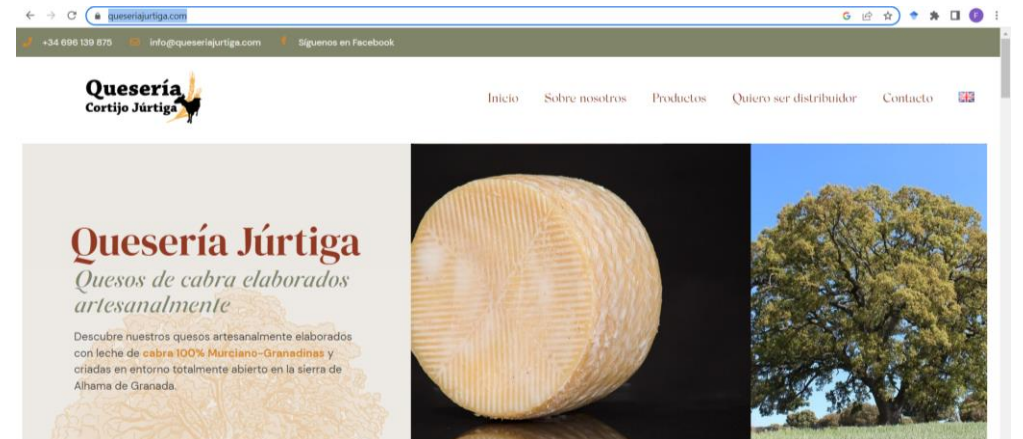 queseriajurtiga.com
+34 696 139 875 info@queseriajurtiga.com Síguenos en Facebook
Quesería
Cortijo Júrtiga
Inicio Sobre nosotros Productos Quiero ser distribuidor Contacto
Quesería Júrtiga
Quesos de cabra elaborados
artesanalmente
Descubre nuestros quesos artesanalmente elaborados
con leche de cabra 100% Murciano-Granadinas y
criadas en entorno totalmente abierto en la sierra de
Alhama de Granada.